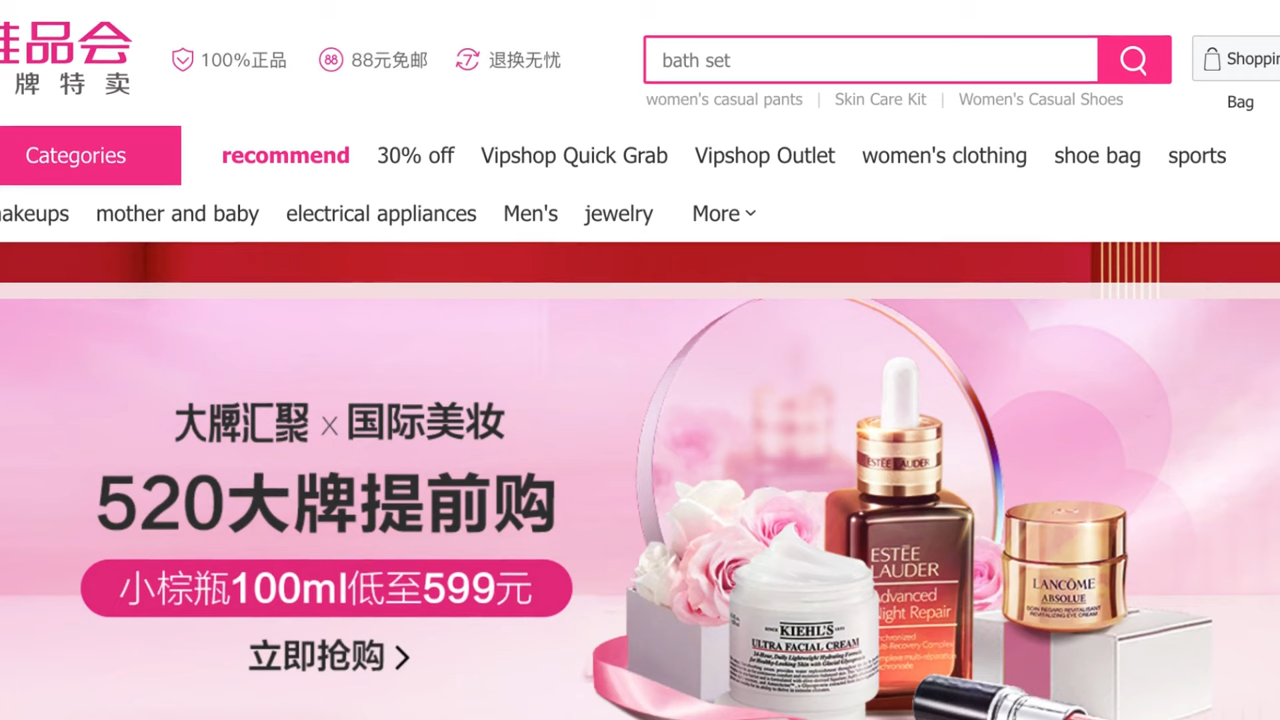 品会
牌 特 卖
100%正品
88
88元免邮
7
退换无忧
bath set
women's casual pants | Skin Care Kit | Women's Casual Shoes
Bag
Categories
recommend 30% off Vipshop Quick Grab Vipshop Outlet women's clothing shoe bag sports
mother and baby electrical appliances Men's jewelry More
大牌汇聚 × 国际美妆
520大牌提前购
小棕瓶100ml低至599元
立即抢购 >
ESTĒE LAUDER
ESTĒE
LAUDER
Advanced
Night Repair
SINCE KIEHL'S 1851
ULTRA FACIAL CREAM
LANCÔME
ABSOLUE